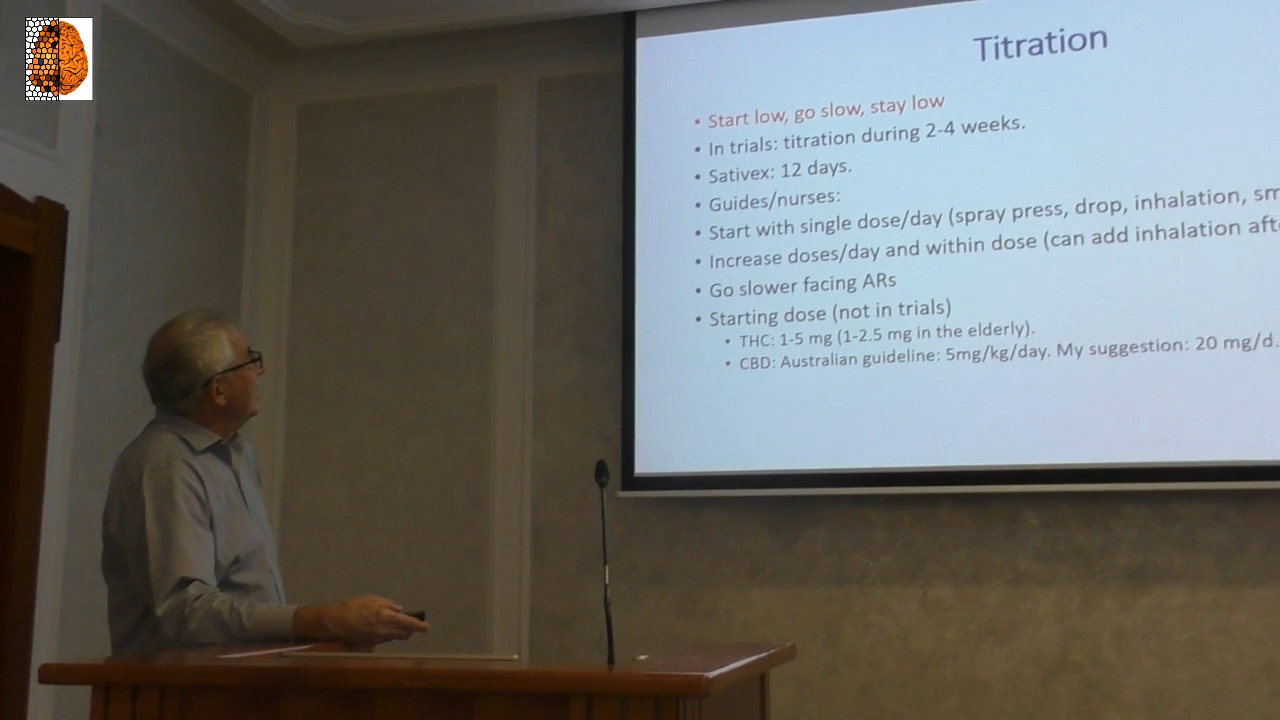 Titration
• Start low, go slow, stay low
• In trials: titration during 2-4 weeks.
• Sativex: 12 days.
• Guides/nurses:
• Start with single dose/day (spray press, drop, inhalation,
• Increase doses/day and within dose (can add inhalation
• Go slower facing ARs
• Starting dose (not in trials)
• THC: 1-5 mg (1-2.5 mg in the elderly).
• CBD: Australian guideline: 5mg/kg/day. My suggestion: 20 mg/d.